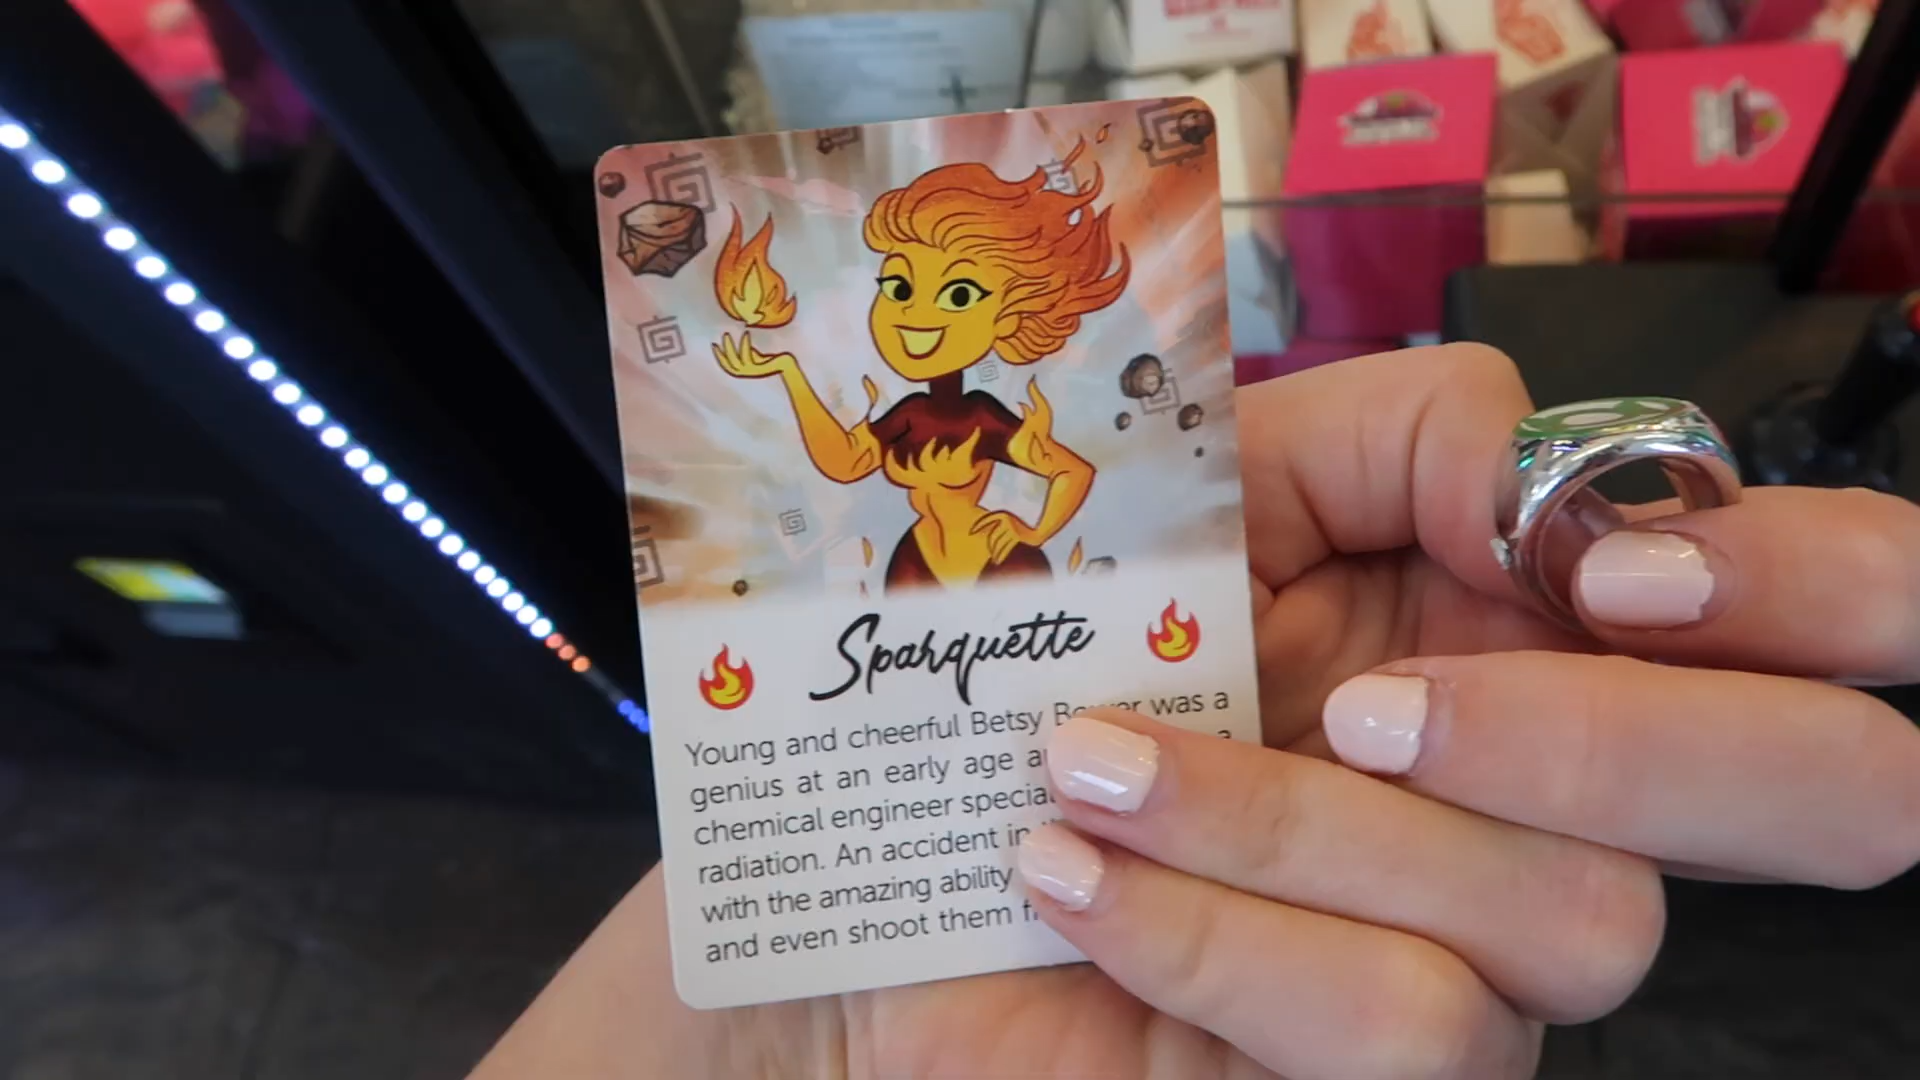 Sparquette
Young and cheerful Betsy was a
genius at an early age a
chemical engineer special
radiation. An accident in
with the amazing ability
and even shoot them